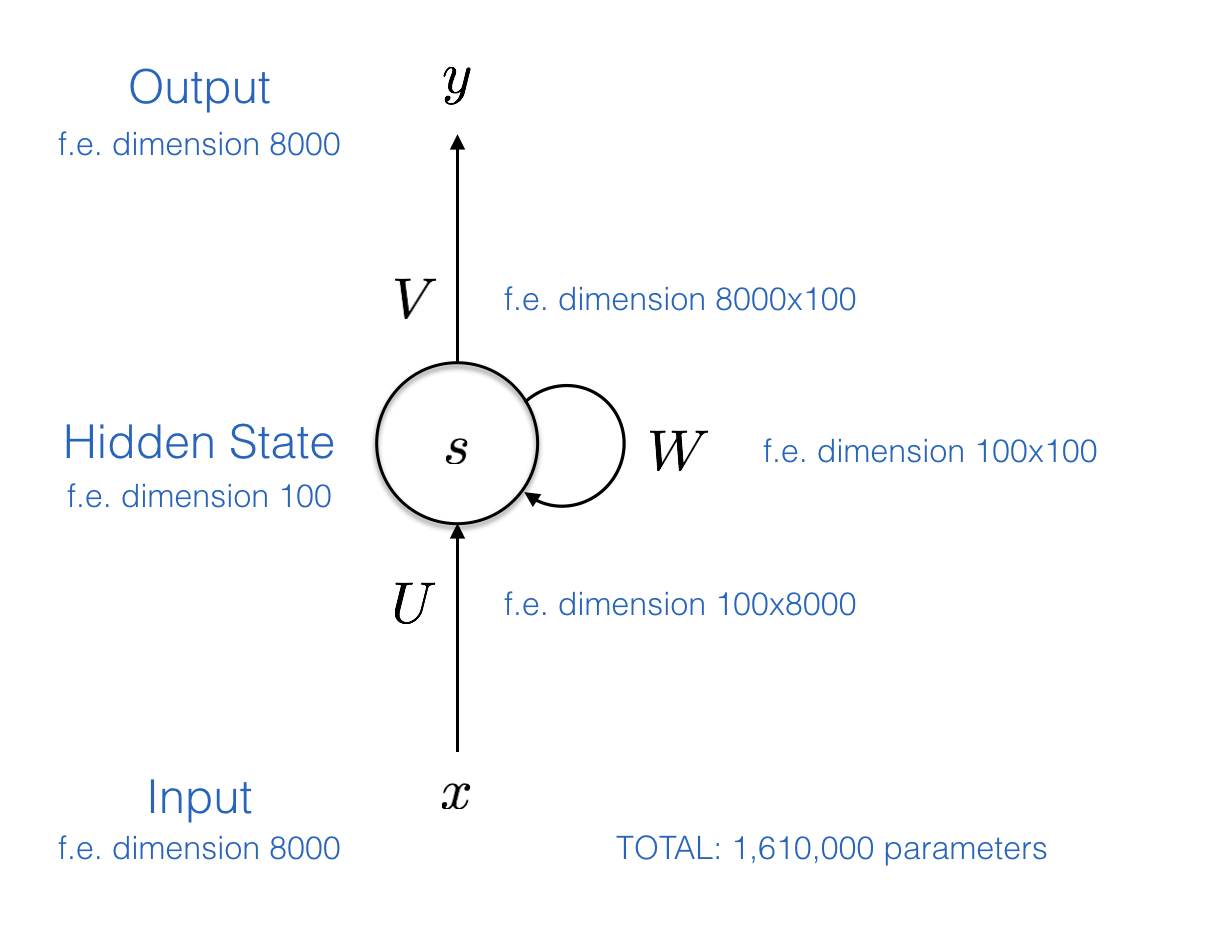 Output
y
f.e. dimension 8000
V
f.e. dimension 8000x100
Hidden State
s
W
f.e. dimension 100x100
f.e. dimension 100
U
f.e. dimension 100x8000
Input
x
f.e. dimension 8000
TOTAL: 1,610,000 parameters